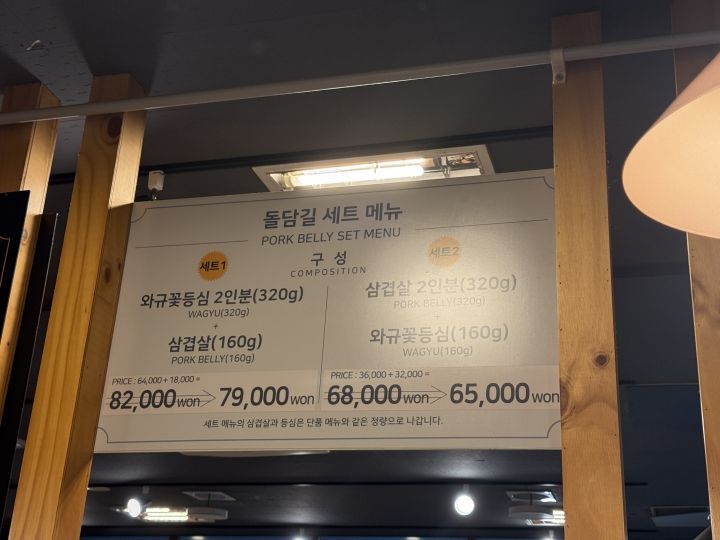 돌담길 세트 메뉴
PORK BELLY SET MENU
구 성
COMPOSITION
세트1
와규꽃등심 2인분(320g)
WAGYU(320g)
+
삼겹살(160g)
PORK BELLY(160g)
PRICE : 64,000 + 18,000 =
82,000won → 79,000won
세트2
삼겹살 2인분(320g)
PORK BELLY(320g)
+
와규꽃등심(160g)
WAGYU(160g)
PRICE : 36,000 + 32,000 =
68,000won → 65,000won
세트 메뉴의 삼겹살과 등심은 단품 메뉴와 같은 정량으로 나갑니다.